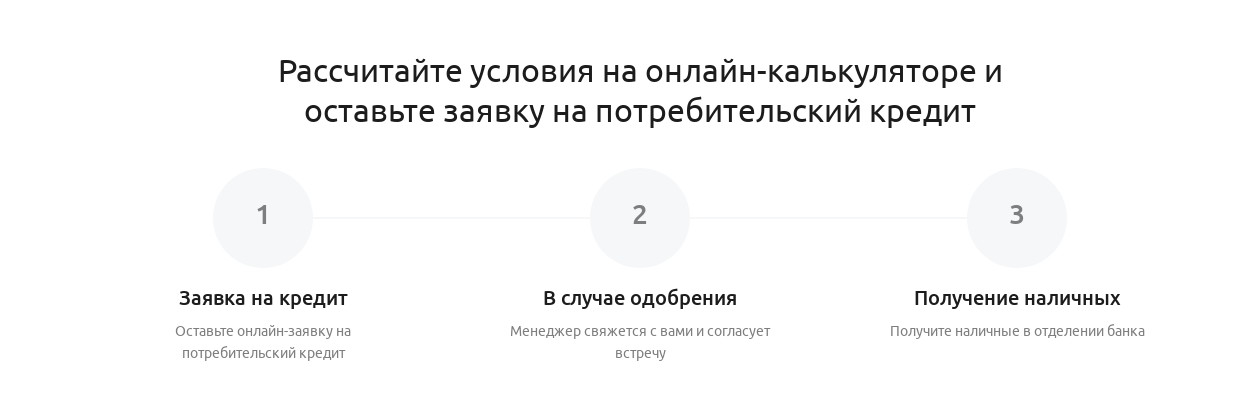 Рассчитайте условия на онлайн-калькуляторе и
оставьте заявку на потребительский кредит
1
2
3
Заявка на кредит
Оставьте онлайн-заявку на
потребительский кредит
В случае одобрения
Менеджер свяжется с вами и согласует
встречу
Получение наличных
Получите наличные в отделении банка